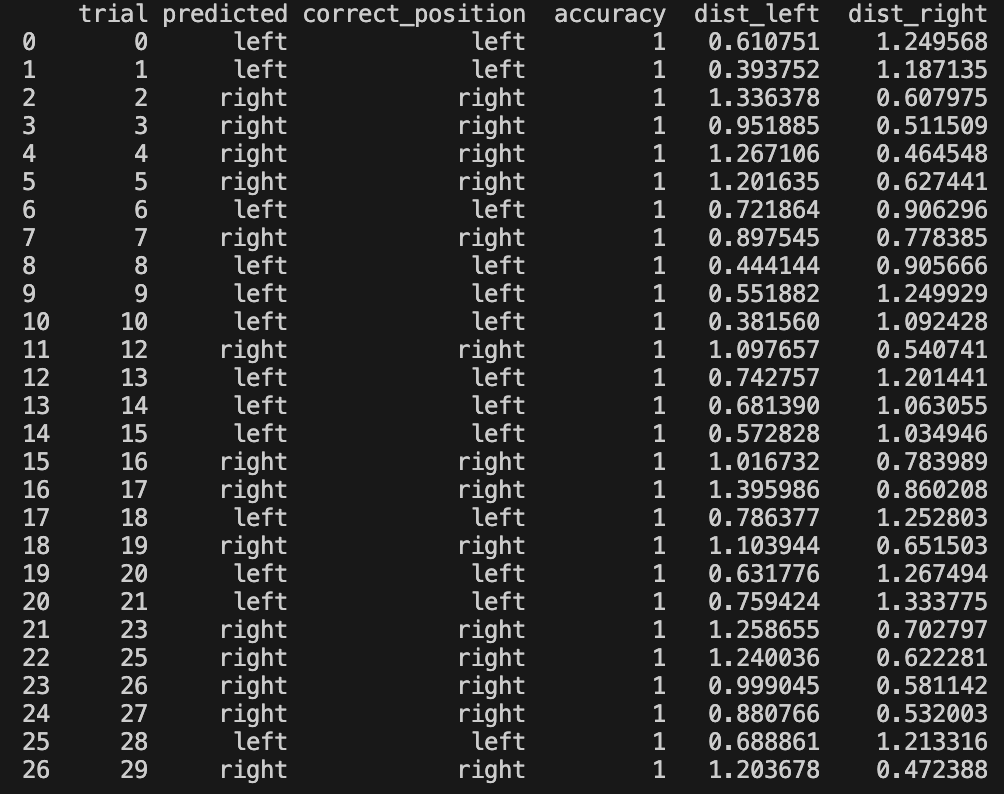 trial predicted correct_position accuracy dist_left dist_right
0 0 left left 1 0.610751 1.249568
1 1 left left 1 0.393752 1.187135
2 2 right right 1 1.336378 0.607975
3 3 right right 1 0.951885 0.511509
4 4 right right 1 1.267106 0.464548
5 5 right right 1 1.201635 0.627441
6 6 left left 1 0.721864 0.906296
7 7 right right 1 0.897545 0.778385
8 8 left left 1 0.444144 0.905666
9 9 left left 1 0.551882 1.249929
10 10 left left 1 0.381560 1.092428
11 12 right right 1 1.097657 0.540741
12 13 left left 1 0.742757 1.201441
13 14 left left 1 0.681390 1.063055
14 15 left left 1 0.572828 1.034946
15 16 right right 1 1.016732 0.783989
16 17 right right 1 1.395986 0.860208
17 18 left left 1 0.786377 1.252803
18 19 right right 1 1.103944 0.651503
19 20 left left 1 0.631776 1.267494
20 21 left left 1 0.759424 1.333775
21 23 right right 1 1.258655 0.702797
22 25 right right 1 1.240036 0.622281
23 26 right right 1 0.999045 0.581142
24 27 right right 1 0.880766 0.532003
25 28 left left 1 0.688861 1.213316
26 29 right right 1 1.203678 0.472388